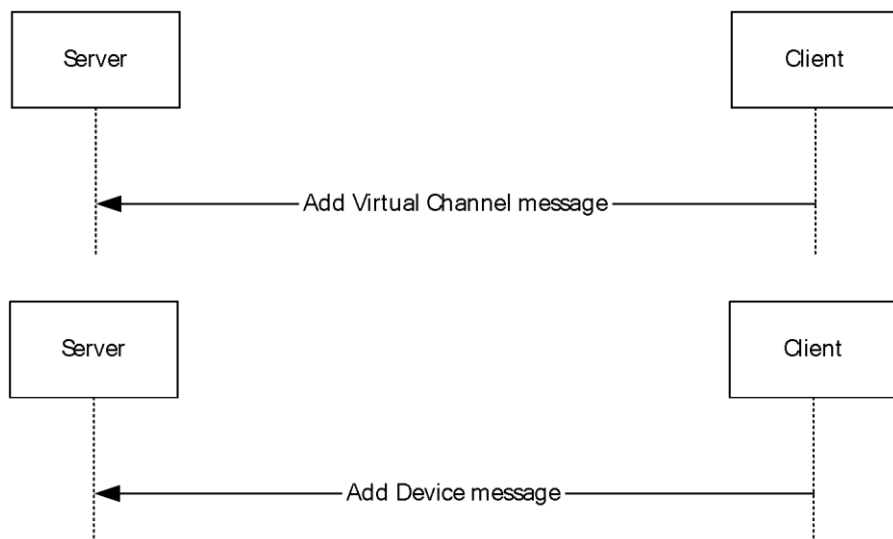 Server
Client
Add Virtual Channel message
Server
Client
Add Device message